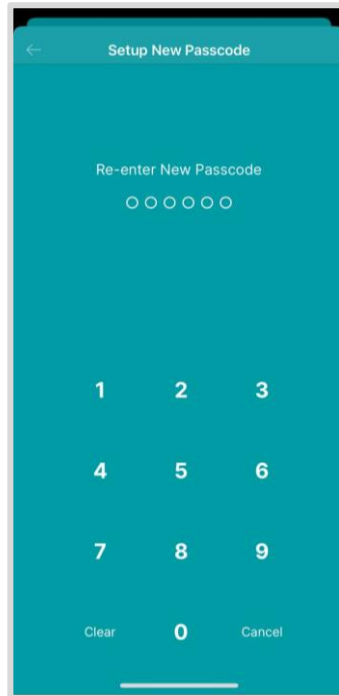 Setup New Passcode
Re-enter New Passcode
1 2 3
4 5 6
7 8 9
Clear 0 Cancel